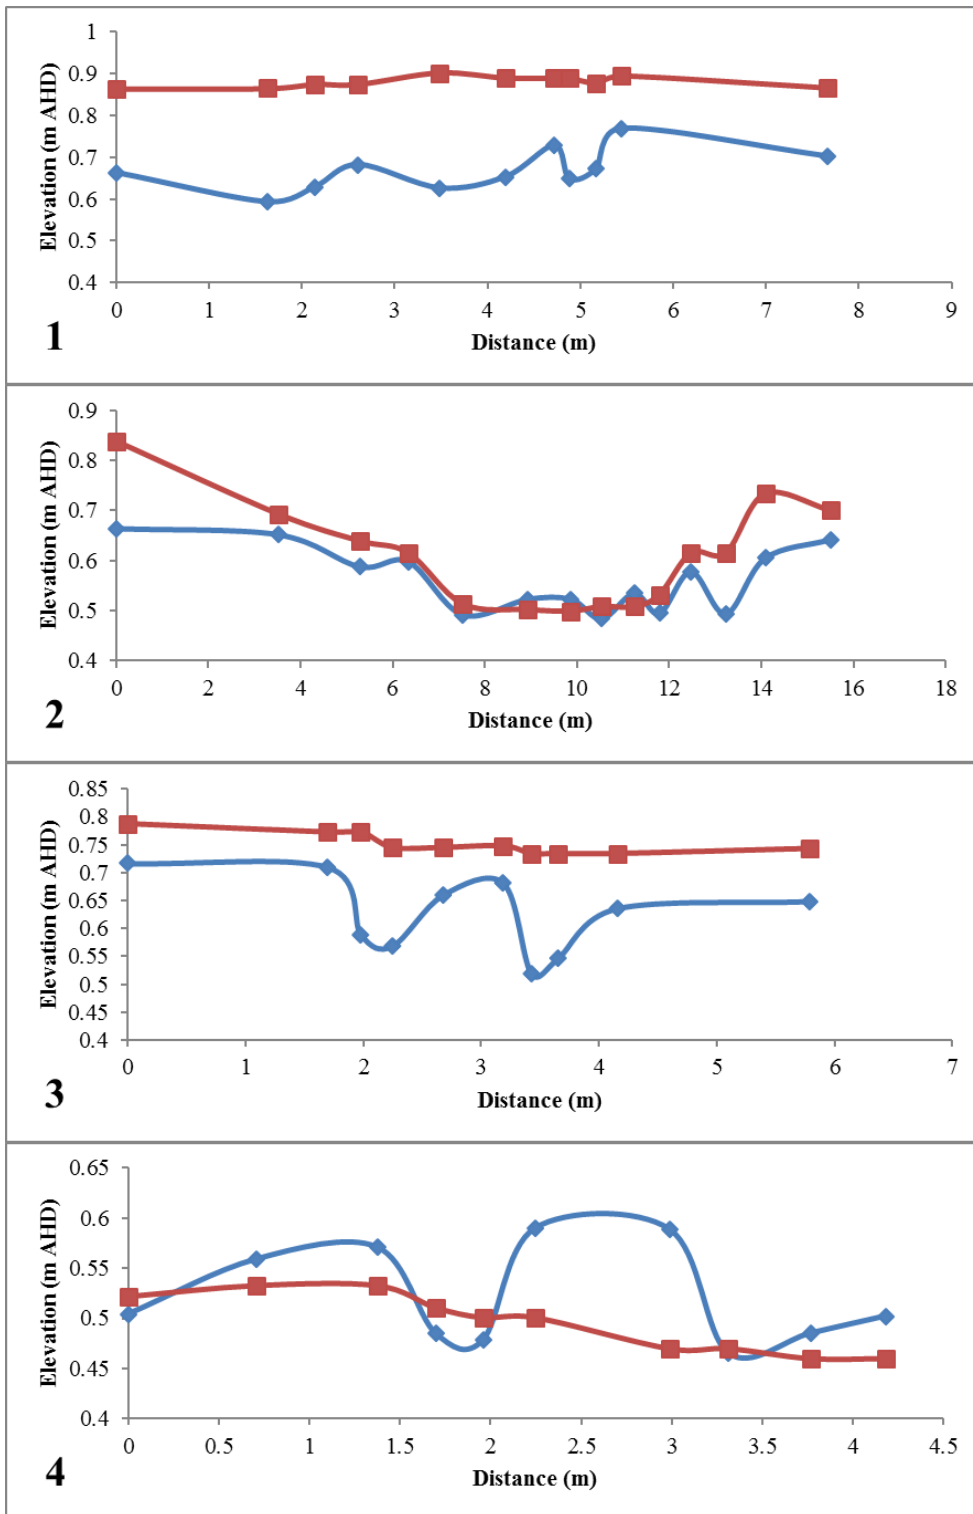 1
0.9
0.8
0.7
0.6
0.5
0.4
Elevation (m AHD)
0 1 2 3 4 5 6 7 8 9
Distance (m)
1
0.9
0.8
0.7
0.6
0.5
0.4
Elevation (m AHD)
0 2 4 6 8 10 12 14 16 18
Distance (m)
2
0.85
0.8
0.75
0.7
0.65
0.6
0.55
0.5
0.45
0.4
Elevation (m AHD)
0 1 2 3 4 5 6 7
Distance (m)
3
0.65
0.6
0.55
0.5
0.45
0.4
Elevation (m AHD)
0 0.5 1 1.5 2 2.5 3 3.5 4 4.5
Distance (m)
4